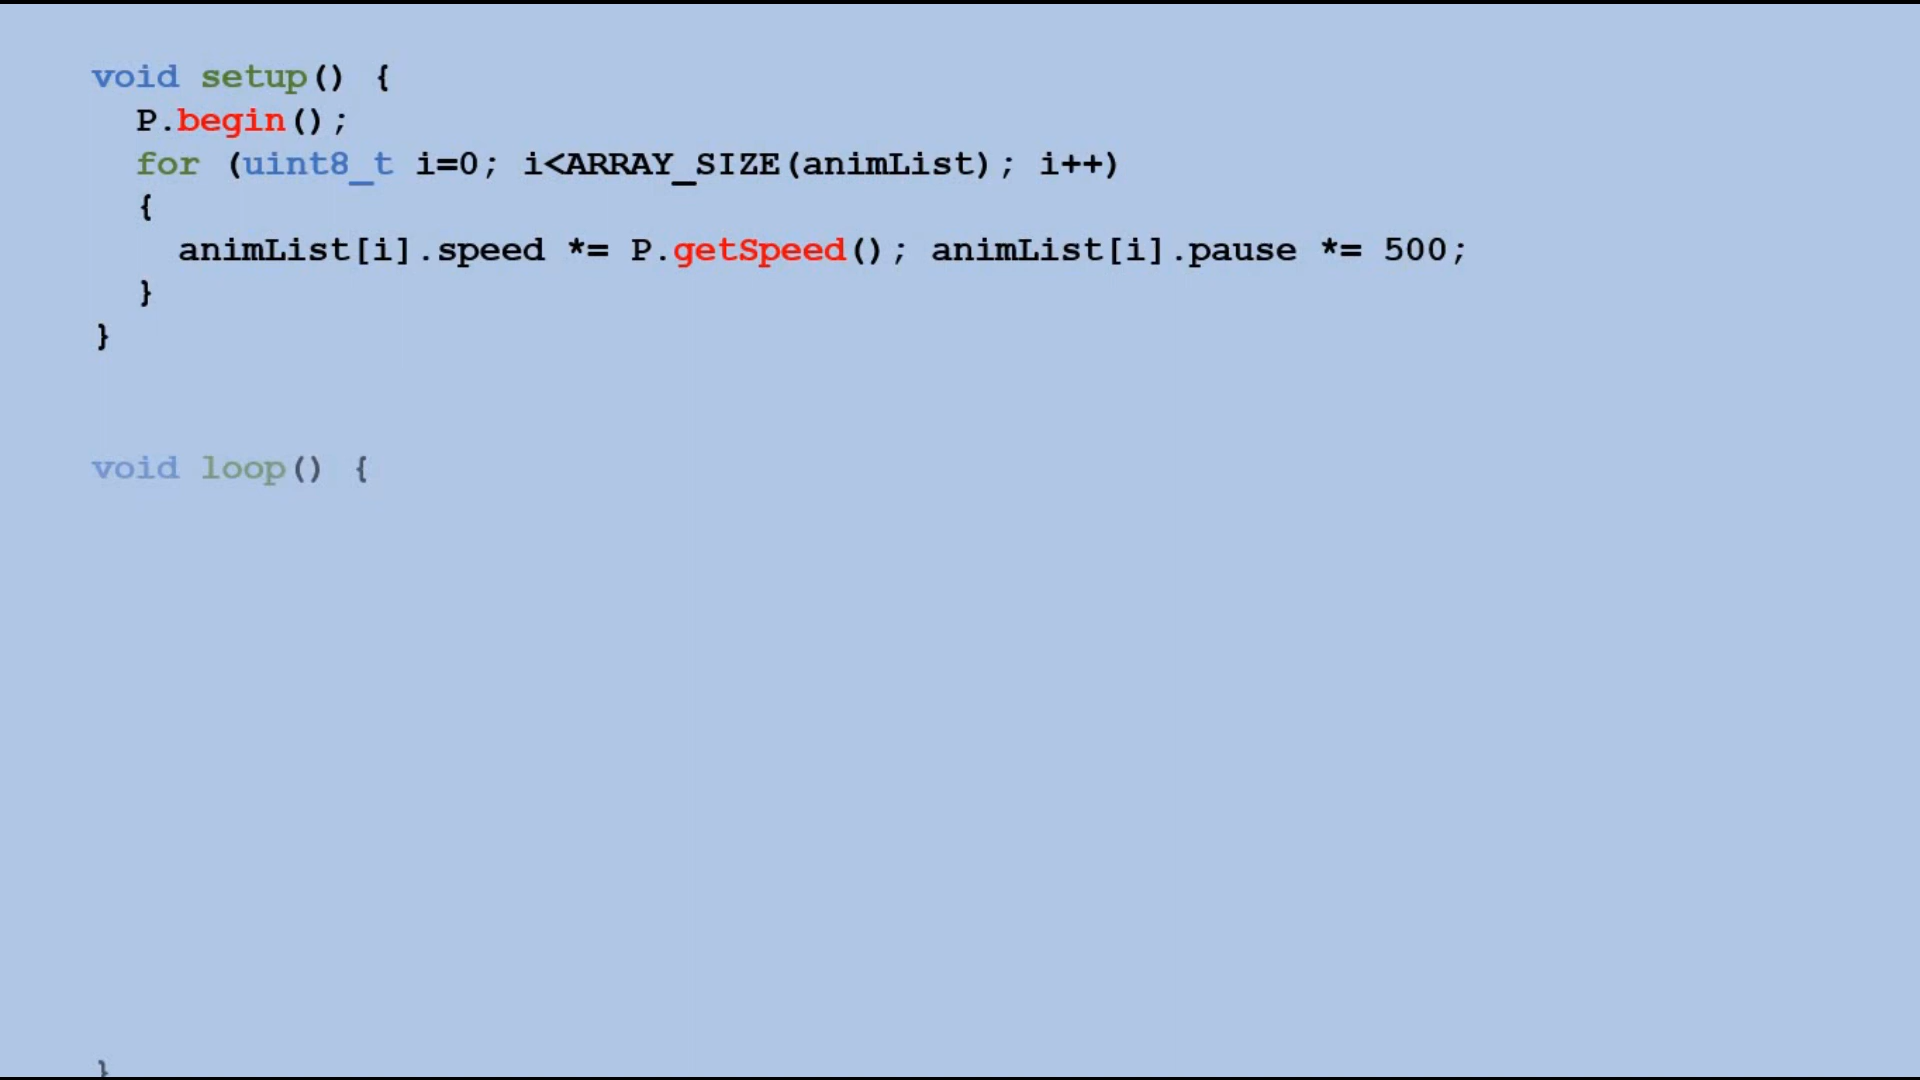 void setup() {
P.begin();
for (uint8_t i=0; i<ARRAY_SIZE(animList); i++)
{
animList[i].speed *= P.getSpeed(); animList[i].pause *= 500;
}
}
void loop() {
}